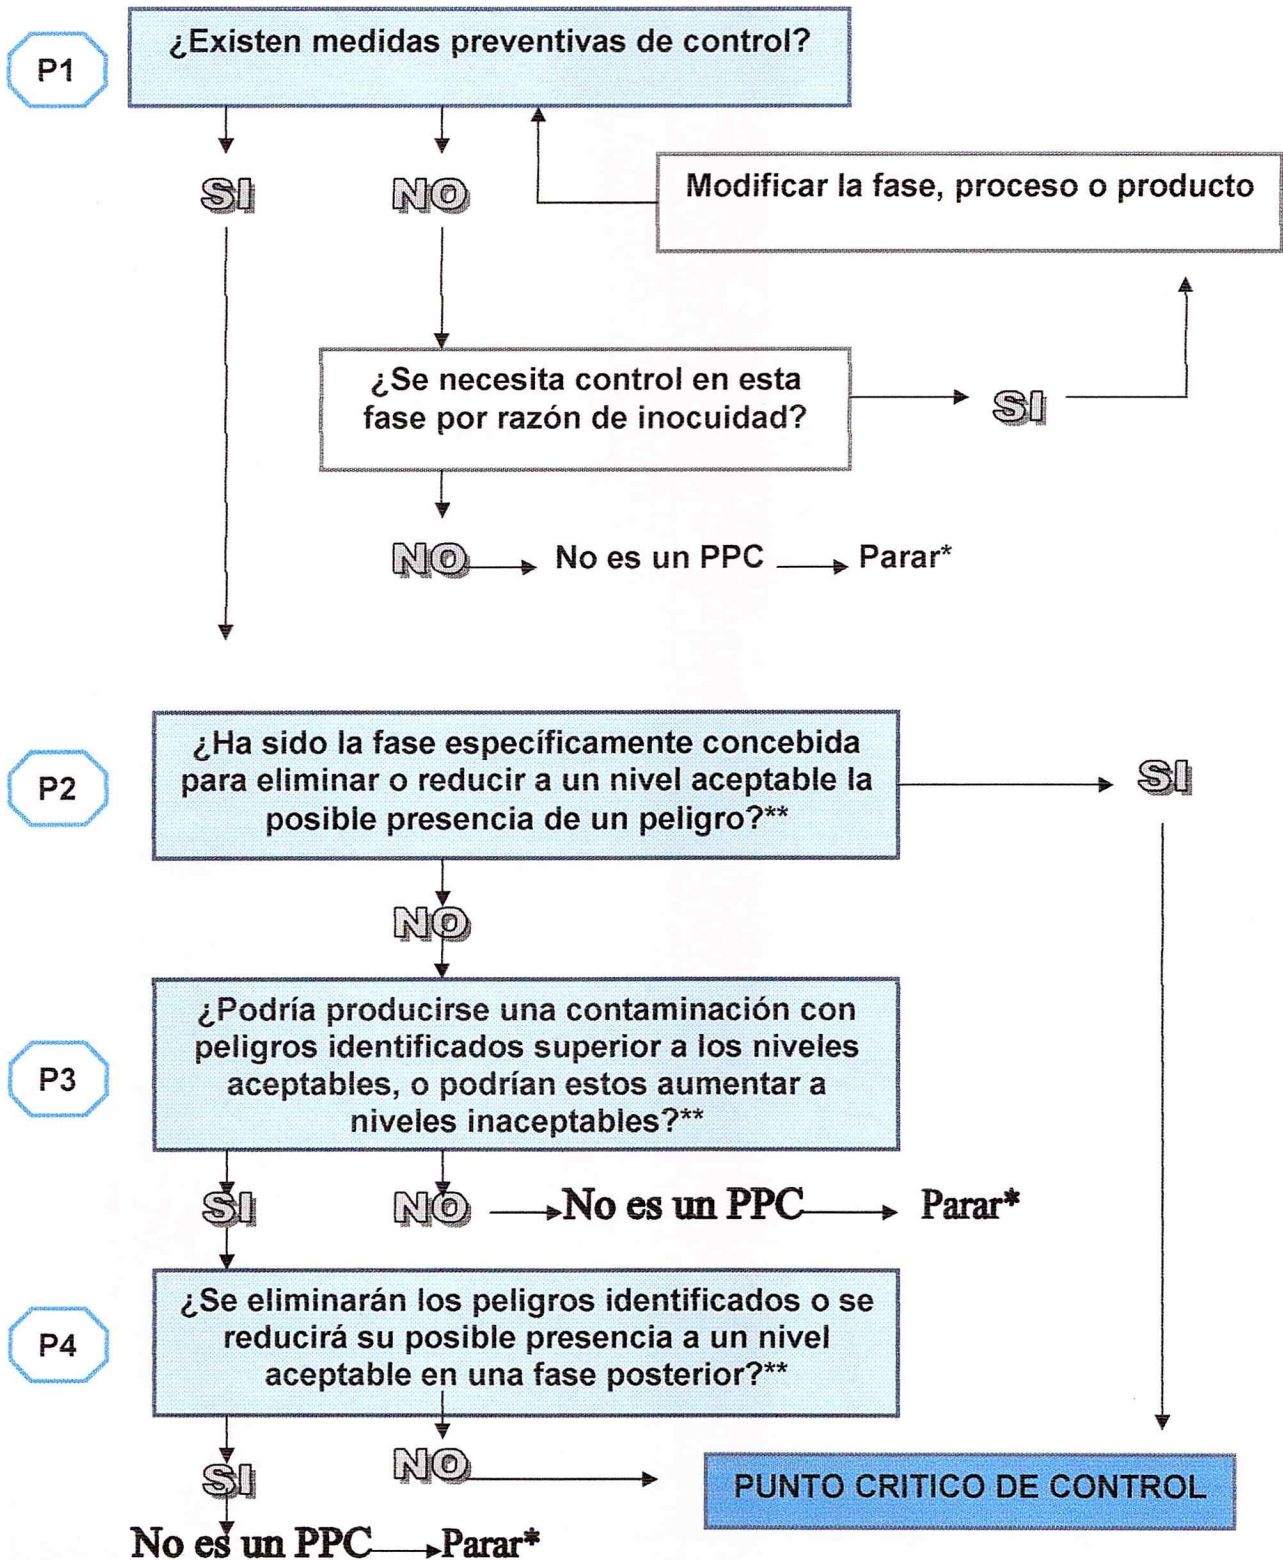 P1
¿Existen medidas preventivas de control?
SI
NO
Modificar la fase, proceso o producto
¿Se necesita control en esta
fase por razón de inocuidad?
SI
NO
No es un PPC
Parar*
P2
¿Ha sido la fase específicamente concebida
para eliminar o reducir a un nivel aceptable la
posible presencia de un peligro?**
SI
NO
P3
¿Podría producirse una contaminación con
peligros identificados superior a los niveles
aceptables, o podrían estos aumentar a
niveles inaceptables?**
SI
NO
No es un PPC
Parar*
P4
¿Se eliminarán los peligros identificados o se
reducirá su posible presencia a un nivel
aceptable en una fase posterior?**
SI
NO
PUNTO CRITICO DE CONTROL
No es un PPC
Parar*